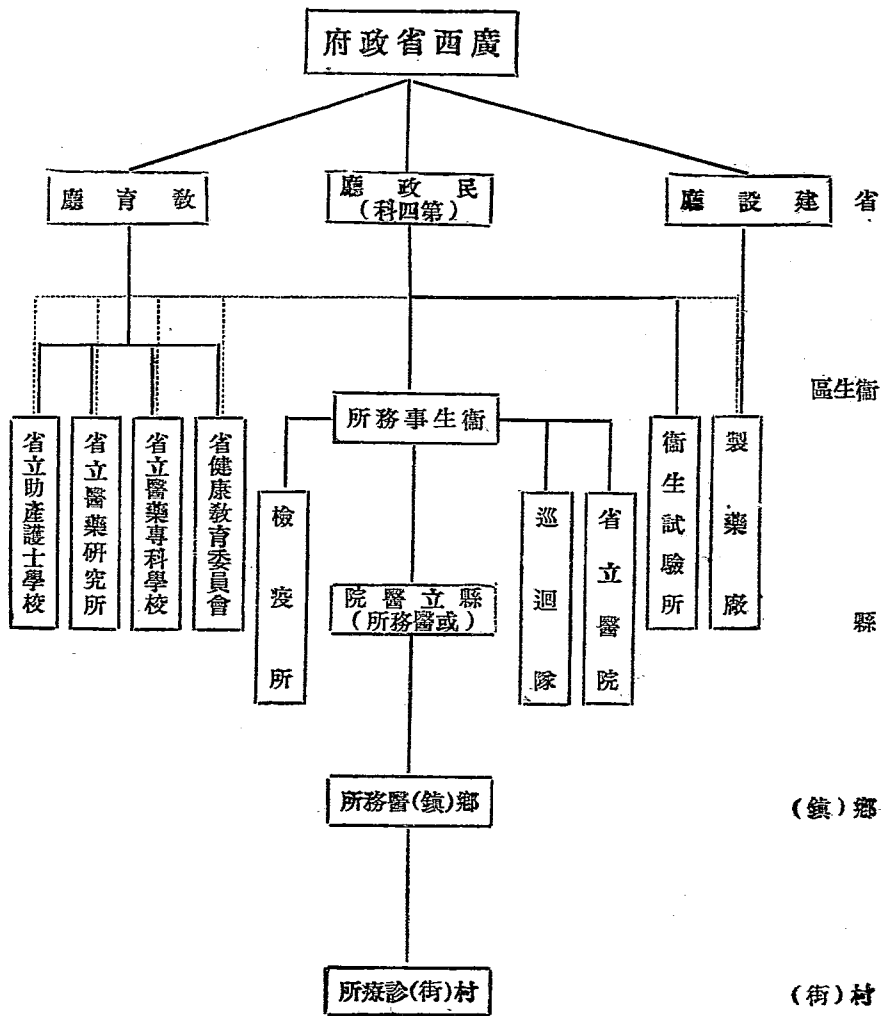 廣西省政府
建設廳
民政廳
(第四科)
教育廳
省
衞生區
衞生事務所
製藥廠
衞生試驗所
省立醫院
巡迴隊
檢疫所
省健康教育委員會
省立醫藥專科學校
省立醫藥研究所
省立助產護士學校
縣立醫院
(或醫務所)
縣
鄉(鎮)醫務所
鄉(鎮)
村(街)診療所
村(街)